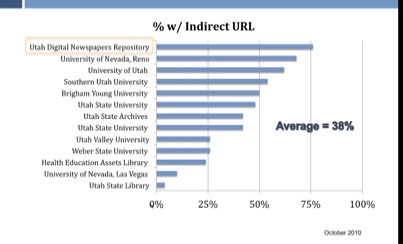 % w/ Indirect URL
Utah Digital Newspapers Repository
University of Nevada, Reno
University of Utah
Southern Utah University
Brigham Young University
Utah State University
Utah State Archives
Utah State University
Utah Valley University
Weber State University
Health Education Assets Library
University of Nevada, Las Vegas
Utah State Library
Average = 38%
0% 25% 50% 75% 100%
October 2010